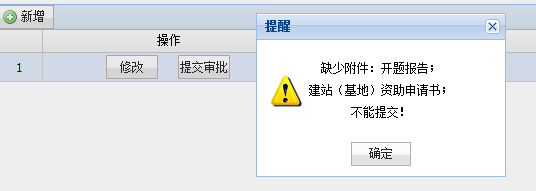 新增
操作
1
修改
提交审批
提醒
缺少附件：开题报告；
建站（基地）资助申请书；
不能提交！
确定